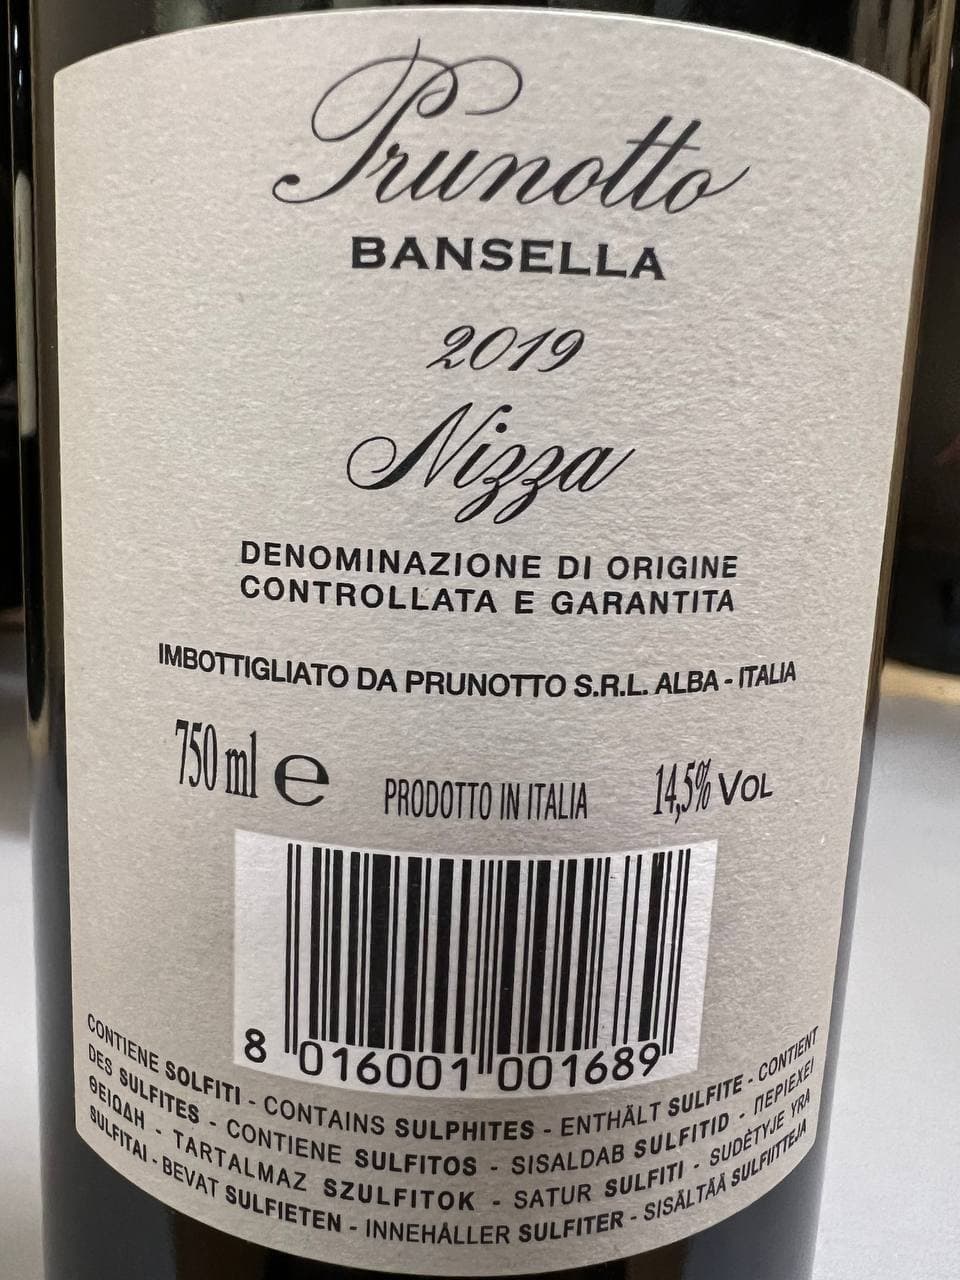 Prunotto
BANSELLA
2019
Nizza
DENOMINAZIONE DI ORIGINE
CONTROLLATA E GARANTITA
IMBOTTIGLIATO DA PRUNOTTO S.R.L. ALBA - ITALIA
750 ml e PRODOTTO IN ITALIA 14,5% VOL
8 016001 001689
CONTIENE SOLFITI - CONTAINS SULPHITES - ENTHÄLT SULFITE - CONTIENT
DES SULFITES - CONTIENE SULFITOS - SISALDAB SULFITID - ΠΕΡΙΕΧΕΙ
ΘΕΙΩΔΗ - TARTALMAZ SZULFITOK - SATUR SULFITI - SUDĖTYJE YRA
SULFITAI - BEVAT SULFIETEN - INNEHÅLLER SULFITER - SISÄLTÄÄ SULFIITTEJA